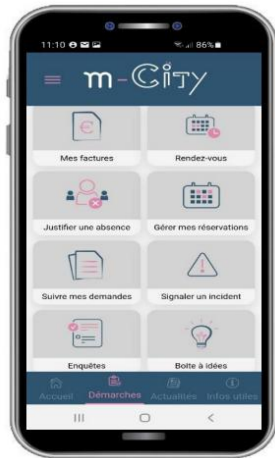 11:10 86%
m-City
Mes factures Rendez-vous
Justifier une absence Gérer mes réservations
Suivre mes demandes Signaler un incident
Enquêtes Boite à idées
Accueil Démarches Actualités Infos utiles